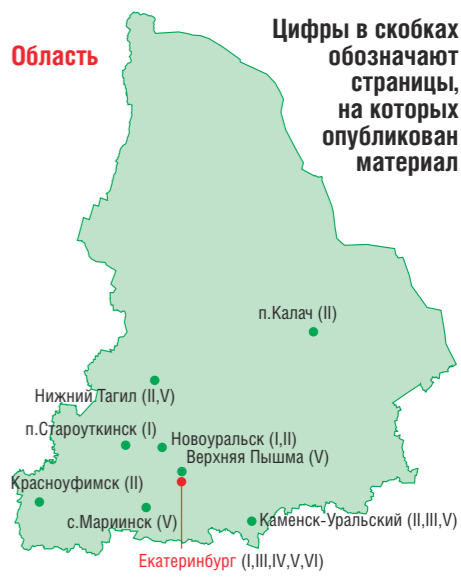 Область
Цифры в скобках
обозначают
страницы,
на которых
опубликован
материал
п.Калач (II)
Нижний Тагил (II,V)
п.Староуткинск (I)
Новоуральск (I,II)
Верхняя Пышма (V)
Красноуфимск (II)
с.Мариинск (V)
Каменск-Уральский (II,III,V)
Екатеринбург (I,III,IV,V,VI)